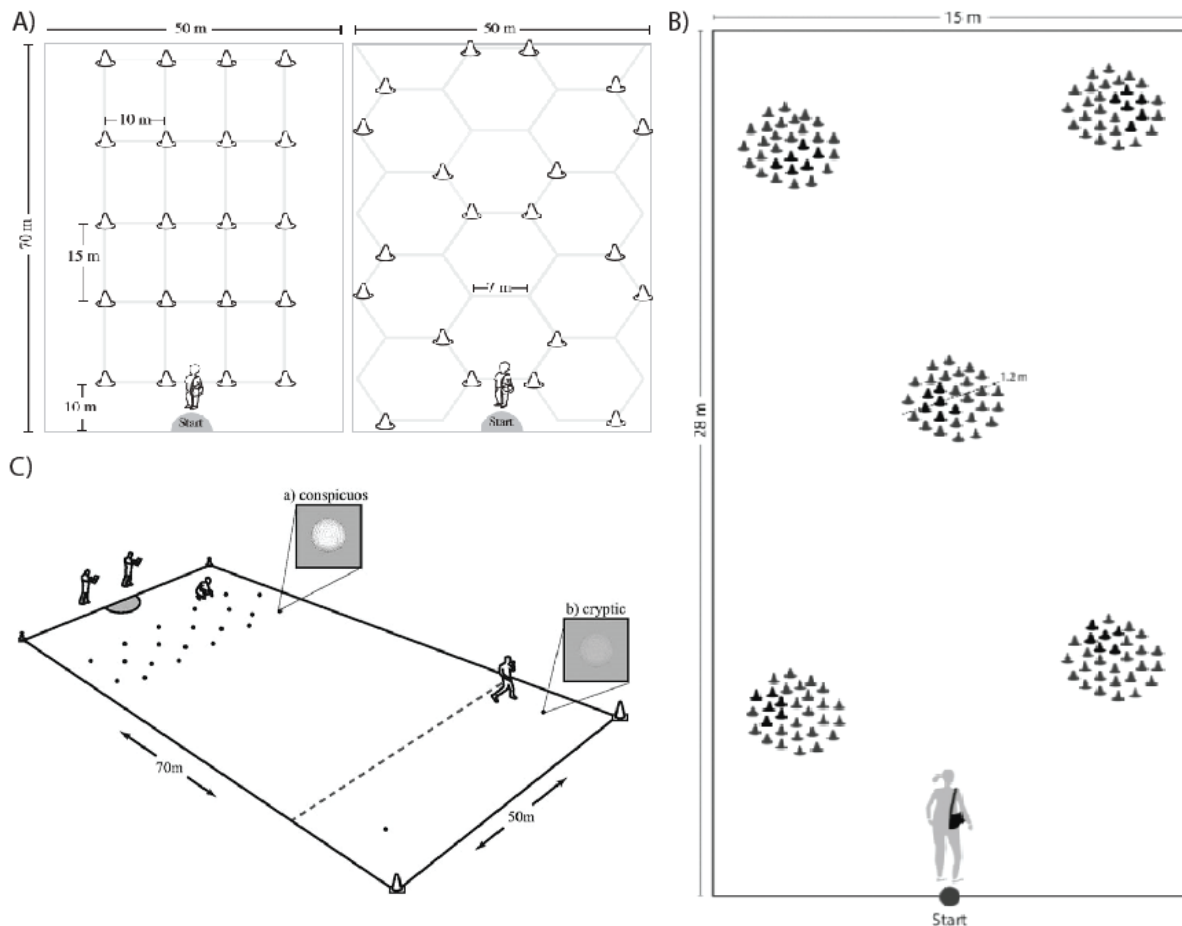 A)
50 m
10 m
15 m
10 m
70 m
Start
50 m
7 m
Start
B)
15 m
1.2 m
28 m
Start
C)
a) conspicuos
b) cryptic
70m
50m